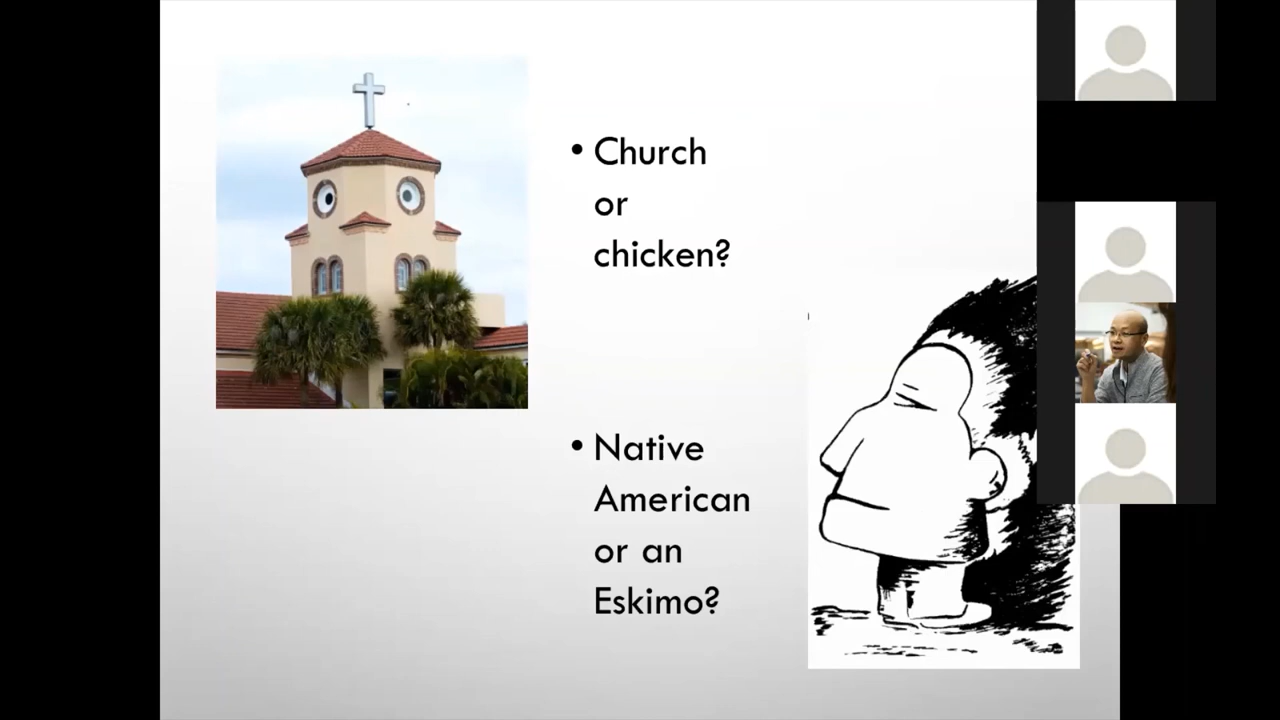 • Church
or
chicken?
• Native
American
or an
Eskimo?